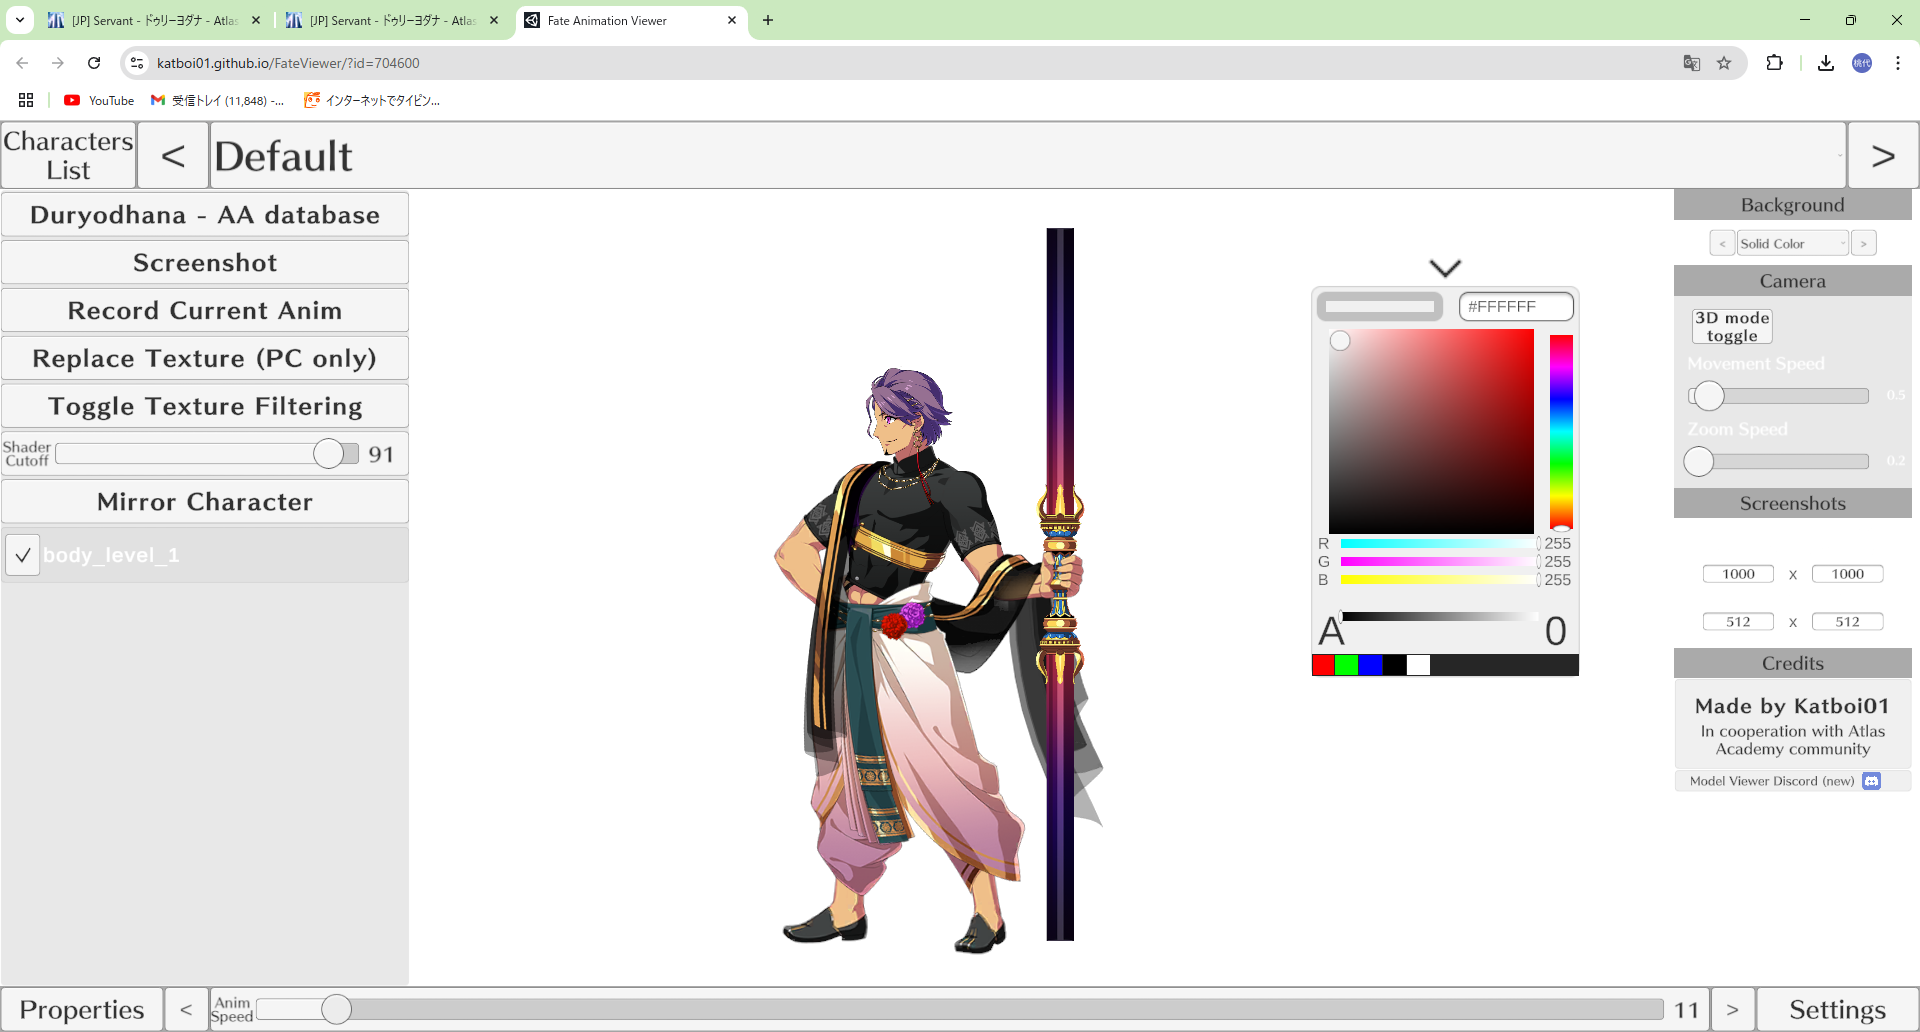 [JP] Servant - ドゥリーヨダナ - Atlas
[JP] Servant - ドゥリーヨダナ - Atlas
Fate Animation Viewer
katboi01.github.io/FateViewer/?id=704600
桃代
YouTube
受信トレイ (11,848) -...
インターネットでタイピン...
Characters
List
<
Default
>
Duryodhana - AA database
Screenshot
Record Current Anim
Replace Texture (PC only)
Toggle Texture Filtering
Shader
Cutoff
91
Mirror Character
body_level_1
#FFFFFF
R
255
G
255
B
255
A
0
Background
<
Solid Color
>
Camera
3D mode
toggle
Movement Speed
0.5
Zoom Speed
0.2
Screenshots
1000
x
1000
512
x
512
Credits
Made by Katboi01
In cooperation with Atlas
Academy community
Model Viewer Discord (new)
Properties
<
Anim
Speed
11
>
Settings